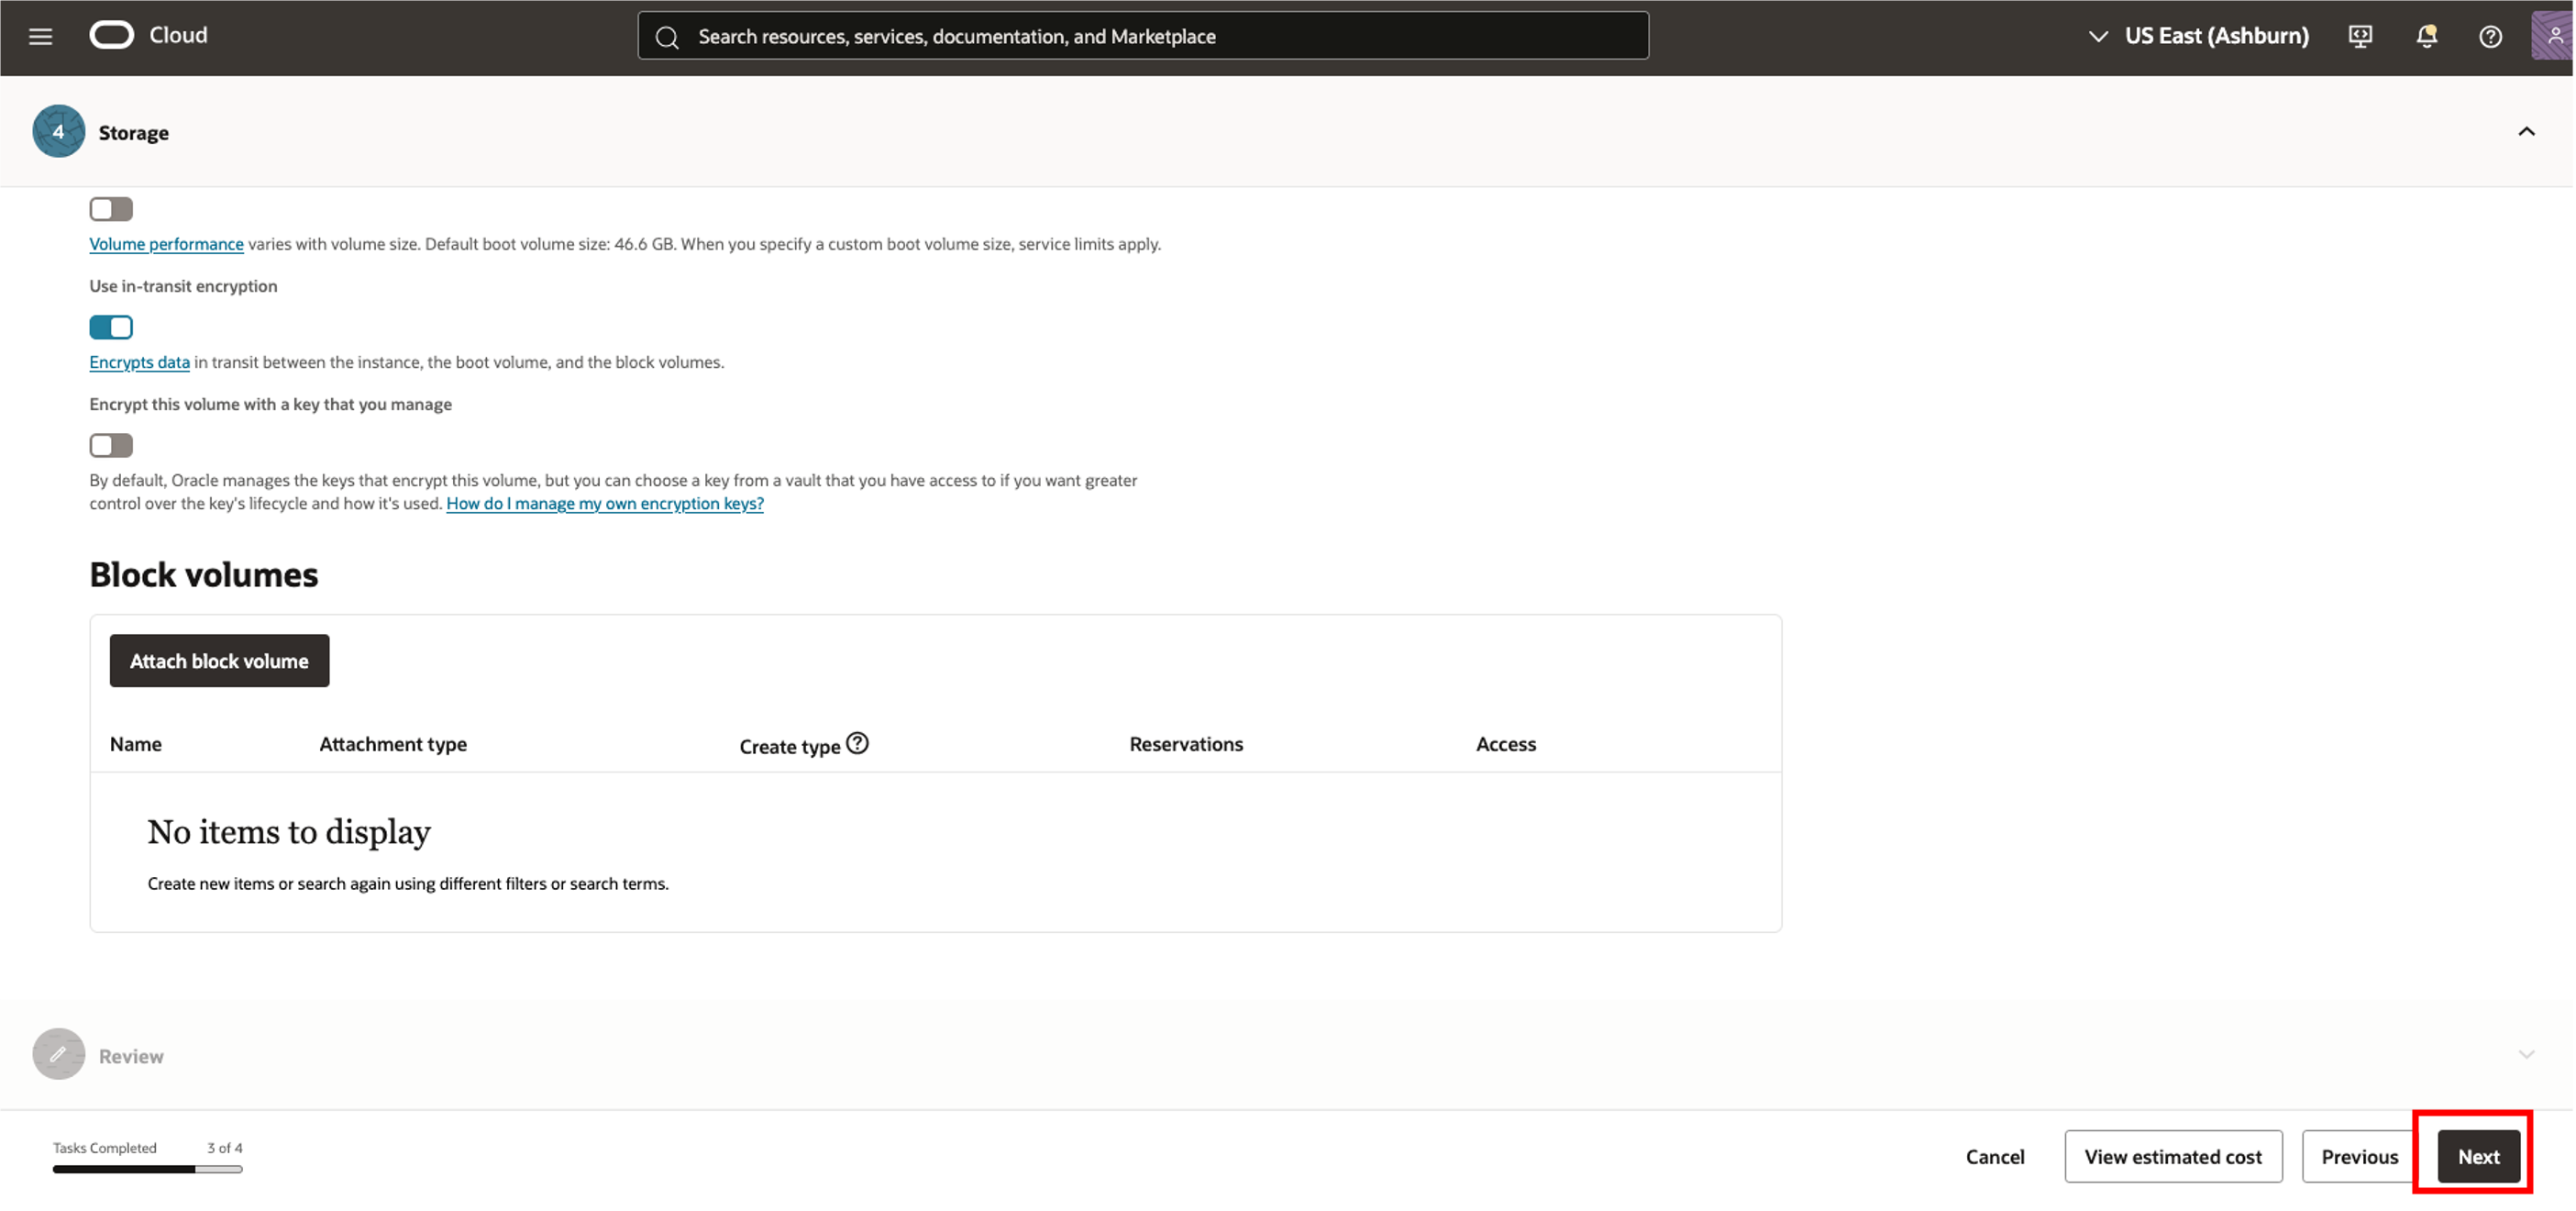 Cloud
Search resources, services, documentation, and Marketplace
US East (Ashburn)
4
Storage
Volume performance varies with volume size. Default boot volume size: 46.6 GB. When you specify a custom boot volume size, service limits apply.
Use in-transit encryption
Encrypts data in transit between the instance, the boot volume, and the block volumes.
Encrypt this volume with a key that you manage
By default, Oracle manages the keys that encrypt this volume, but you can choose a key from a vault that you have access to if you want greater
control over the key's lifecycle and how it's used. How do I manage my own encryption keys?
Block volumes
Attach block volume
Name Attachment type Create type Reservations Access
No items to display
Create new items or search again using different filters or search terms.
Review
Tasks Completed 3 of 4
Cancel View estimated cost Previous Next